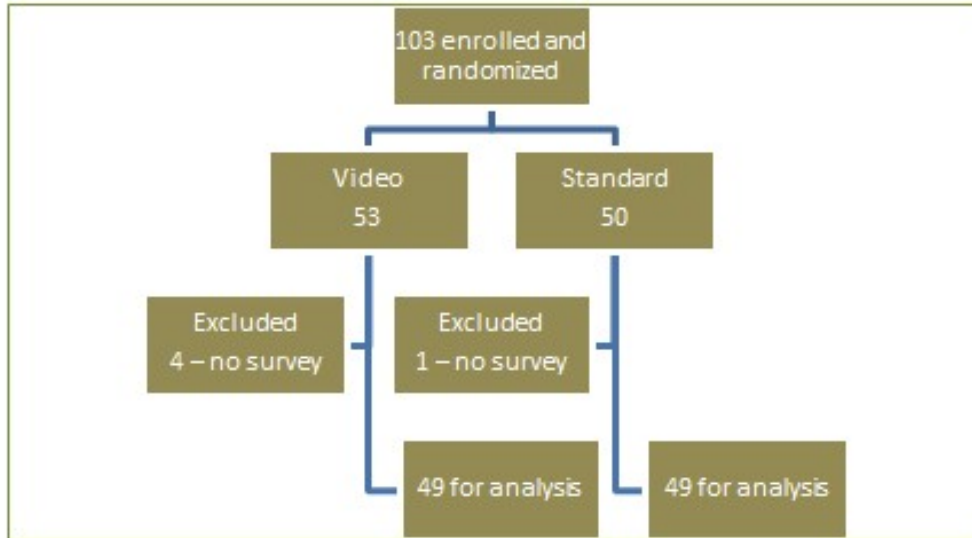 103 enrolled and
randomized
Video
53
Standard
50
Excluded
4 – no survey
Excluded
1 – no survey
49 for analysis
49 for analysis